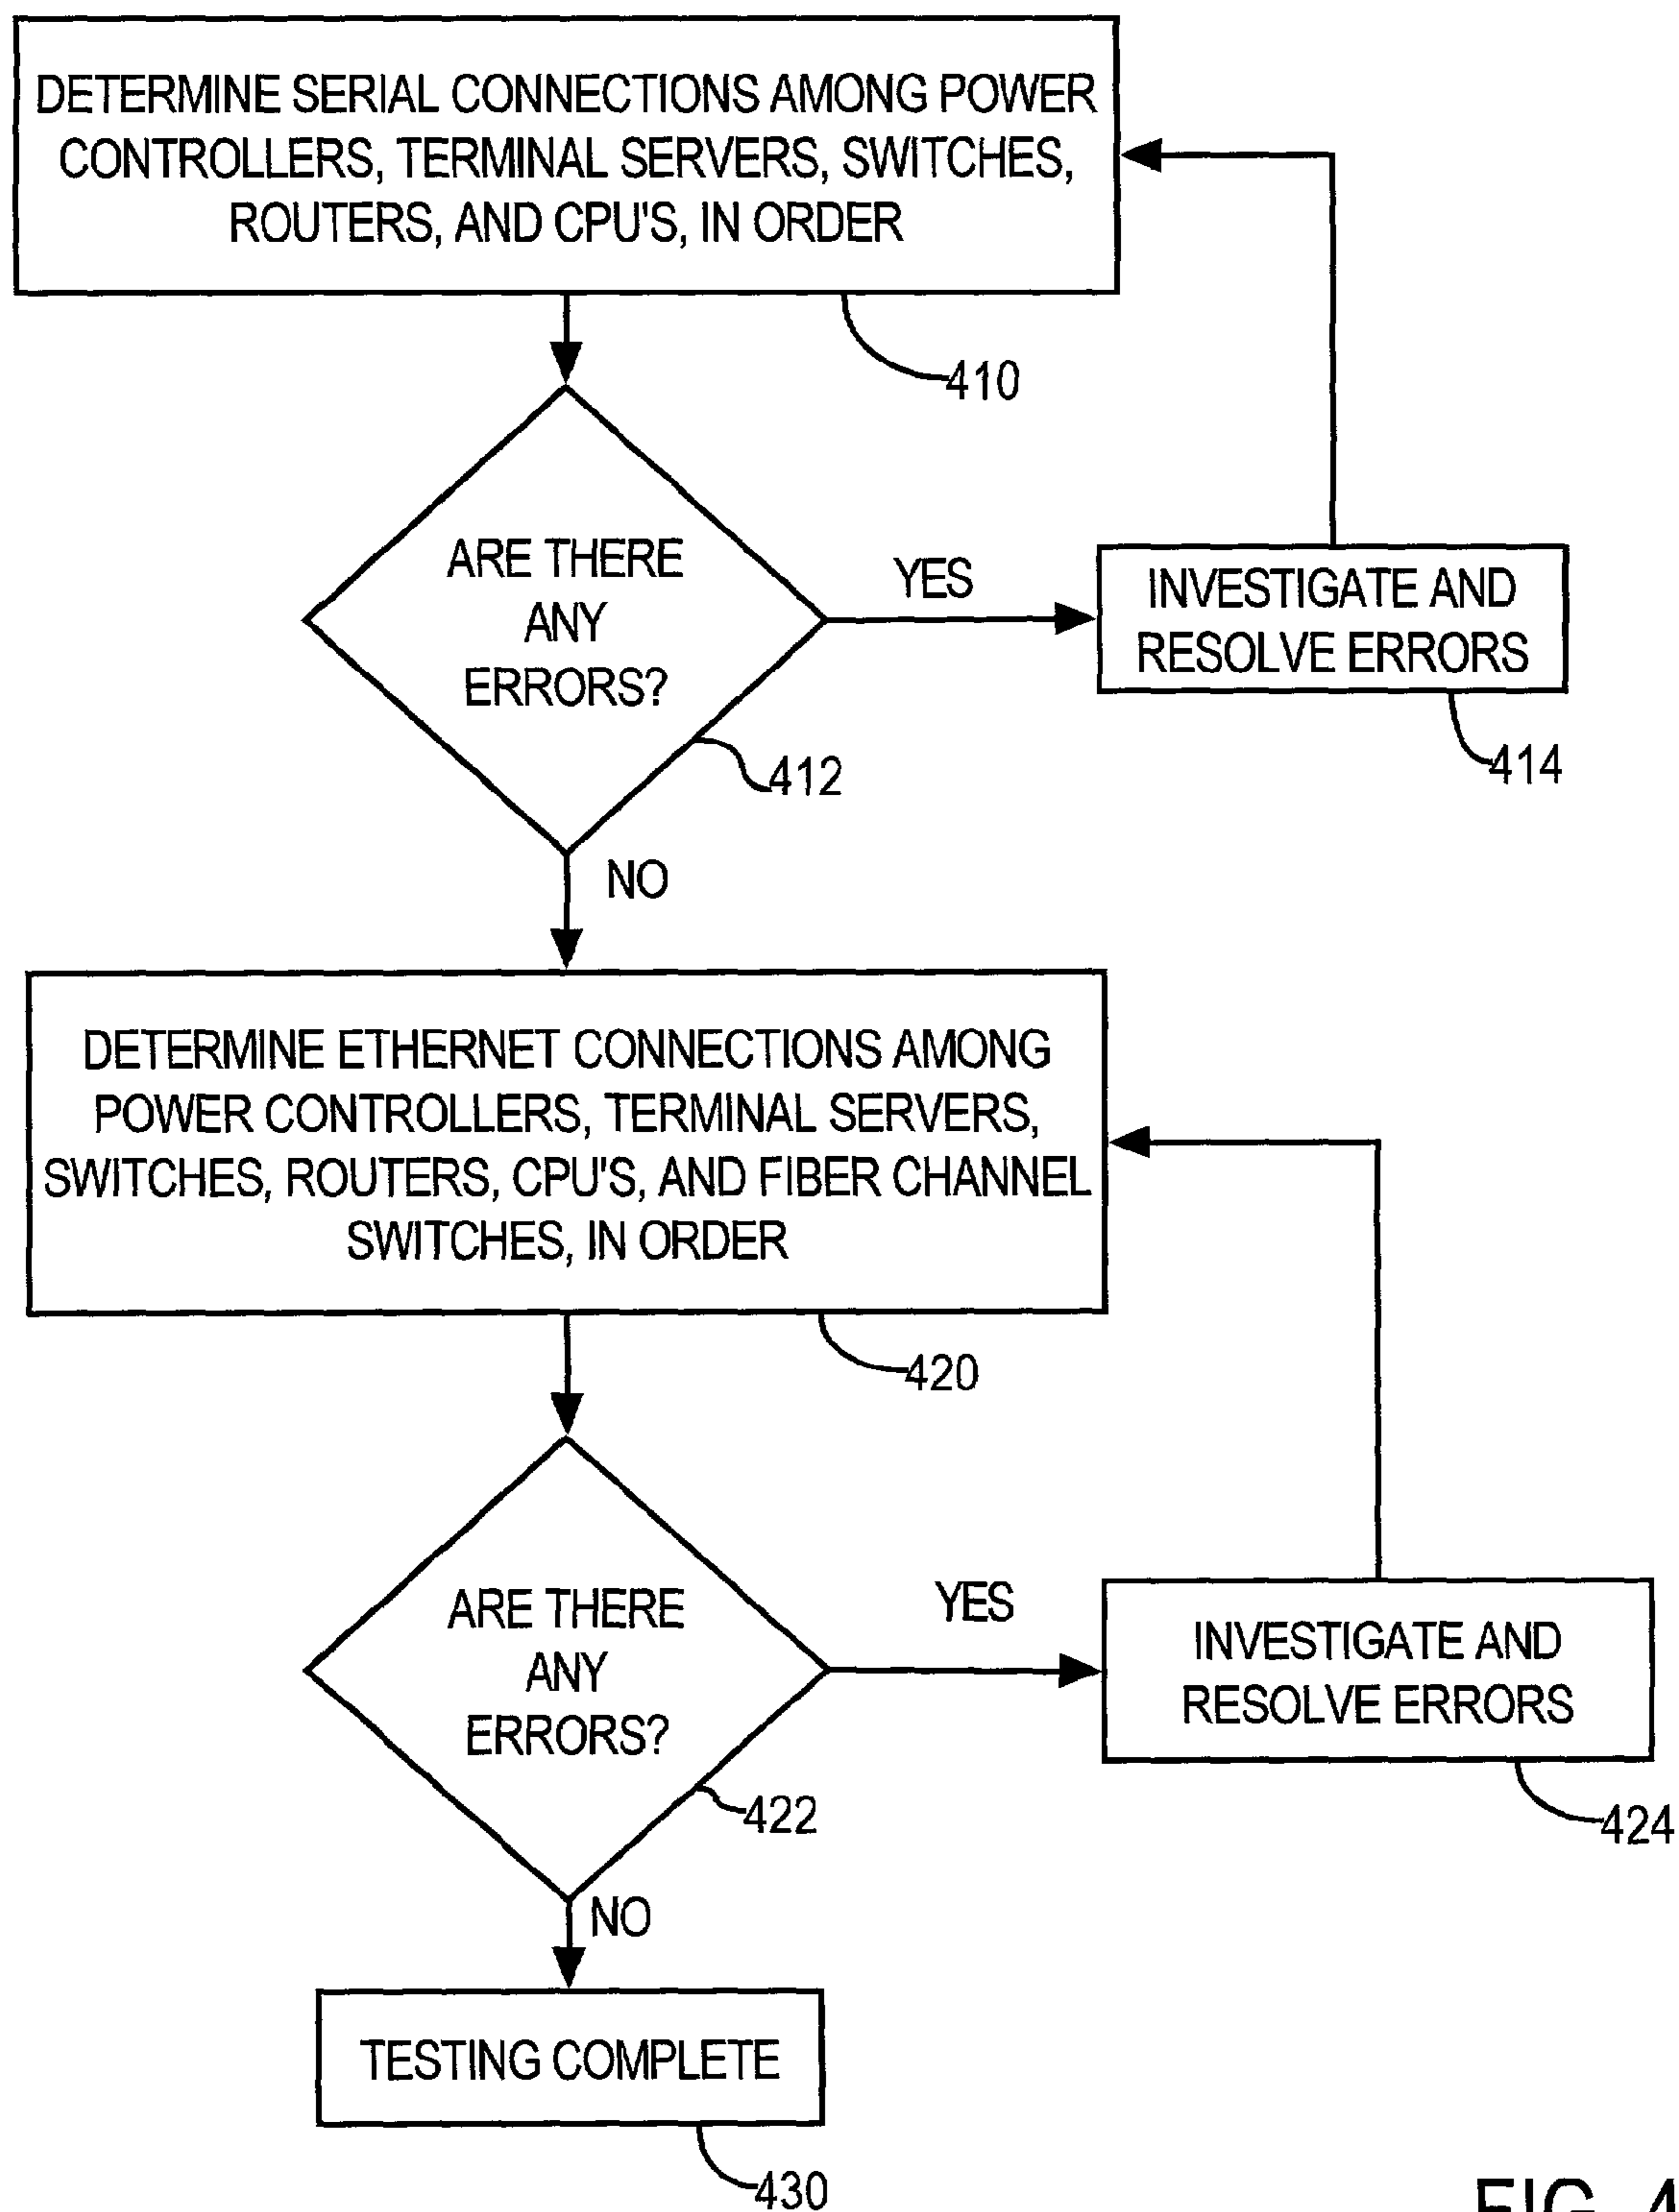 DETERMINE SERIAL CONNECTIONS AMONG POWER
CONTROLLERS, TERMINAL SERVERS, SWITCHES,
ROUTERS, AND CPU'S, IN ORDER
410
ARE THERE
ANY
ERRORS?
YES
INVESTIGATE AND
RESOLVE ERRORS
412
414
NO
DETERMINE ETHERNET CONNECTIONS AMONG
POWER CONTROLLERS, TERMINAL SERVERS,
SWITCHES, ROUTERS, CPU'S, AND FIBER CHANNEL
SWITCHES, IN ORDER
420
ARE THERE
ANY
ERRORS?
YES
INVESTIGATE AND
RESOLVE ERRORS
422
424
NO
TESTING COMPLETE
430
FIG. 4